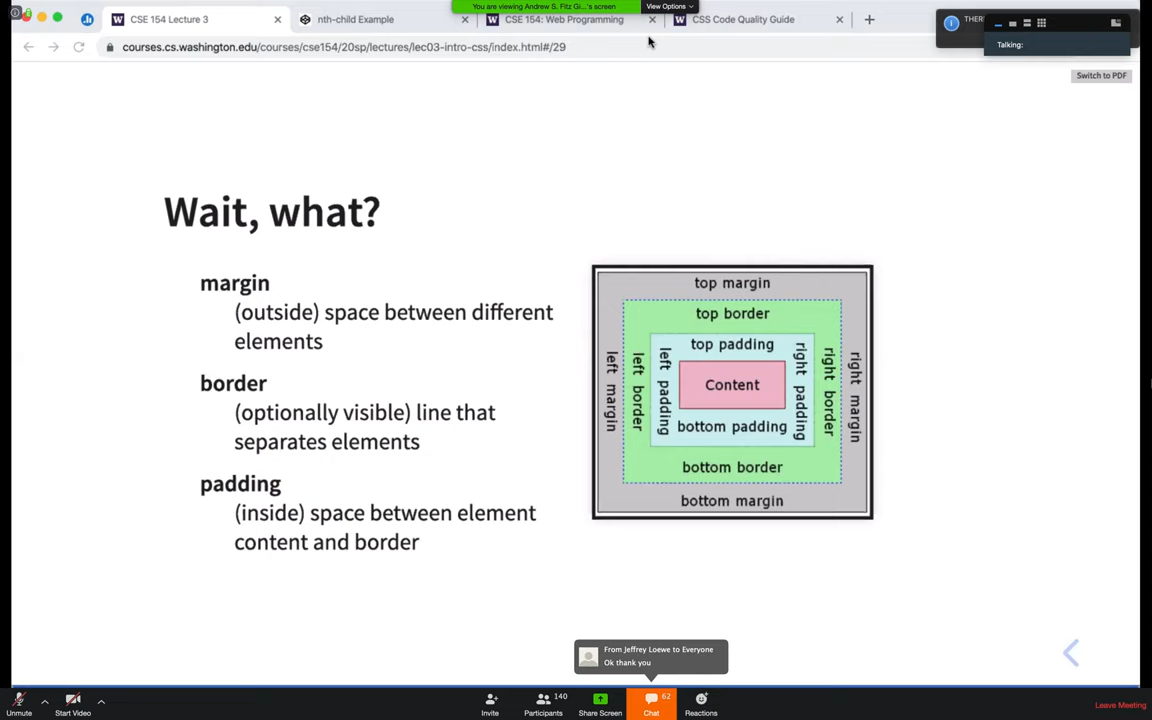 CSE 154 Lecture 3
nth-child Example
CSE 154: Web Programming
CSS Code Quality Guide
You are viewing Andrew S. Fitz Gi...'s screen
View Options
Talking:
courses.cs.washington.edu/courses/cse154/20sp/lectures/lec03-intro-css/index.html#/29
Switch to PDF
Wait, what?
margin
(outside) space between different
elements
border
(optionally visible) line that
separates elements
padding
(inside) space between element
content and border
top margin
top border
top padding
left margin
left border
left padding
Content
right padding
right border
right margin
bottom padding
bottom border
bottom margin
From Jeffrey Loewe to Everyone
Ok thank you
Unmute
Start Video
Invite
Participants
140
Share Screen
Chat
62
Reactions
Leave Meeting